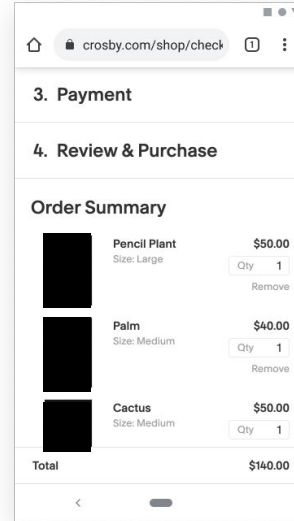 crosby.com/shop/check
1
3. Payment
4. Review & Purchase
Order Summary
Pencil Plant $50.00
Size: Large Qty 1
Remove
Palm $40.00
Size: Medium Qty 1
Remove
Cactus $50.00
Size: Medium Qty 1
Total $140.00